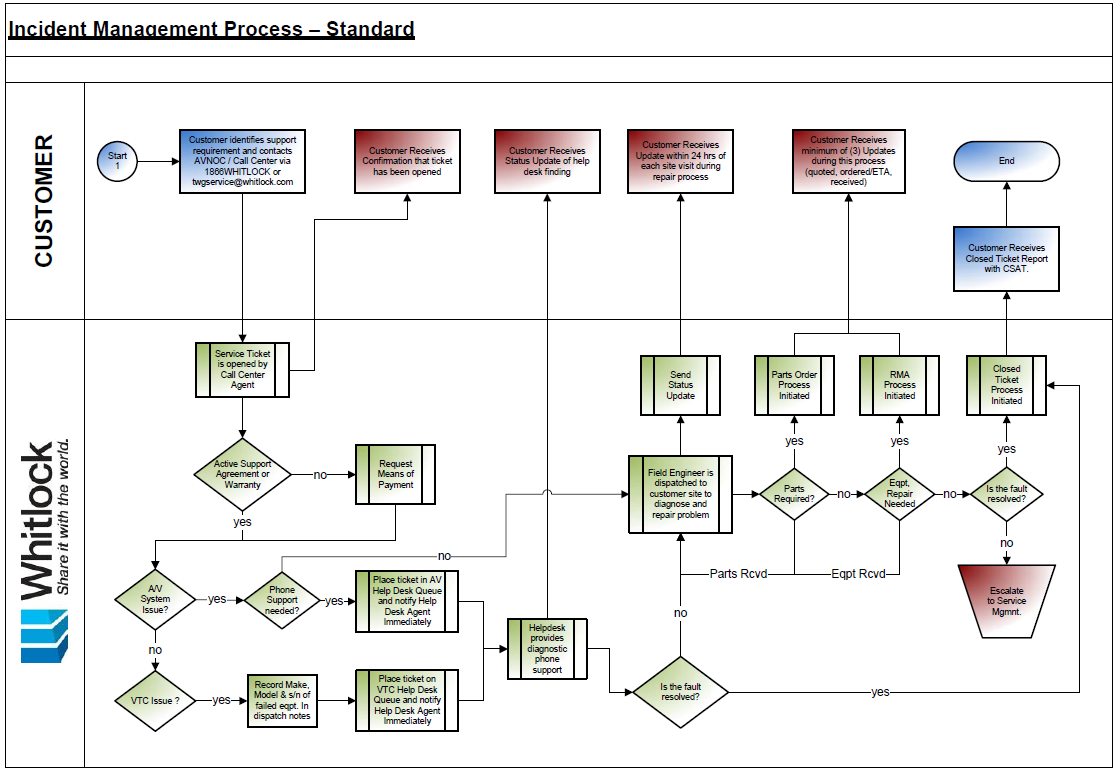 Incident Management Process – Standard
CUSTOMER
Start
1
Customer identifies support
requirement and contacts
AVNOC / Call Center via
1866WHITLOCK or
twgservice@whitlock.com
Customer Receives
Confirmation that ticket
has been opened
Customer Receives
Status Update of help
desk finding
Customer Receives
Update within 24 hrs of
each site visit during
repair process
Customer Receives
minimum of (3) Updates
during this process
(quoted, ordered/ETA,
received)
End
Customer Receives
Closed Ticket Report
with CSAT.
Whitlock
Share it with the world.
Service Ticket
is opened by
Call Center
Agent
Send
Status
Update
Parts Order
Process
Initiated
RMA
Process
Initiated
Closed
Ticket
Process
Initiated
yes
yes
yes
Active Support
Agreement or
Warranty
no
Request
Means of
Payment
yes
Field Engineer is
dispatched to
customer site to
diagnose and
repair problem
Parts
Required?
no
Eqpt,
Repair
Needed
no
Is the fault
resolved?
no
no
Parts Rcvd
Eqpt Rcvd
Escalate
to Service
Mgmnt.
A/V
System
Issue?
yes
Phone
Support
needed?
yes
Place ticket in AV
Help Desk Queue
and notify Help
Desk Agent
Immediately
no
no
Helpdesk
provides
diagnostic
phone
support
VTC Issue ?
yes
Record Make,
Model & s/n of
failed eqpt. In
dispatch notes
Place ticket on
VTC Help Desk
Queue and notify
Help Desk Agent
Immediately
Is the fault
resolved?
yes